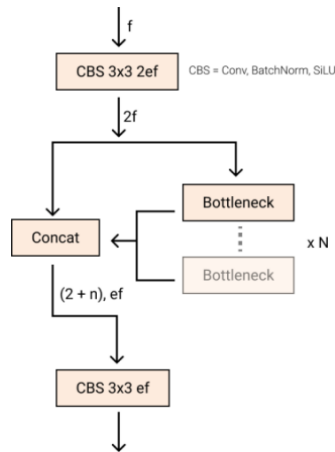 f
CBS 3x3 2ef
CBS = Conv, BatchNorm, SiLU
2f
Bottleneck
Concat
x N
Bottleneck
(2 + n), ef
CBS 3x3 ef